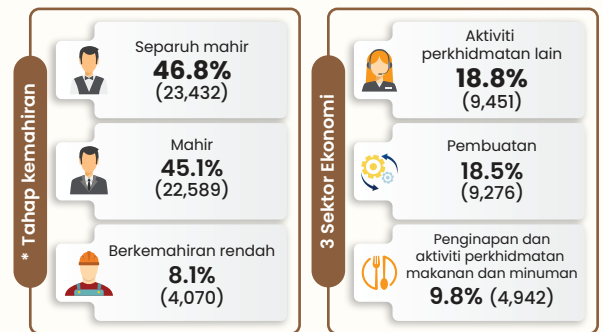 * Tahap kemahiran
Separuh mahir
46.8%
(23,432)
Mahir
45.1%
(22,589)
Berkemahiran rendah
8.1%
(4,070)
3 Sektor Ekonomi
Aktiviti
perkhidmatan lain
18.8%
(9,451)
Pembuatan
18.5%
(9,276)
Penginapan dan
aktiviti perkhidmatan
makanan dan minuman
9.8% (4,942)